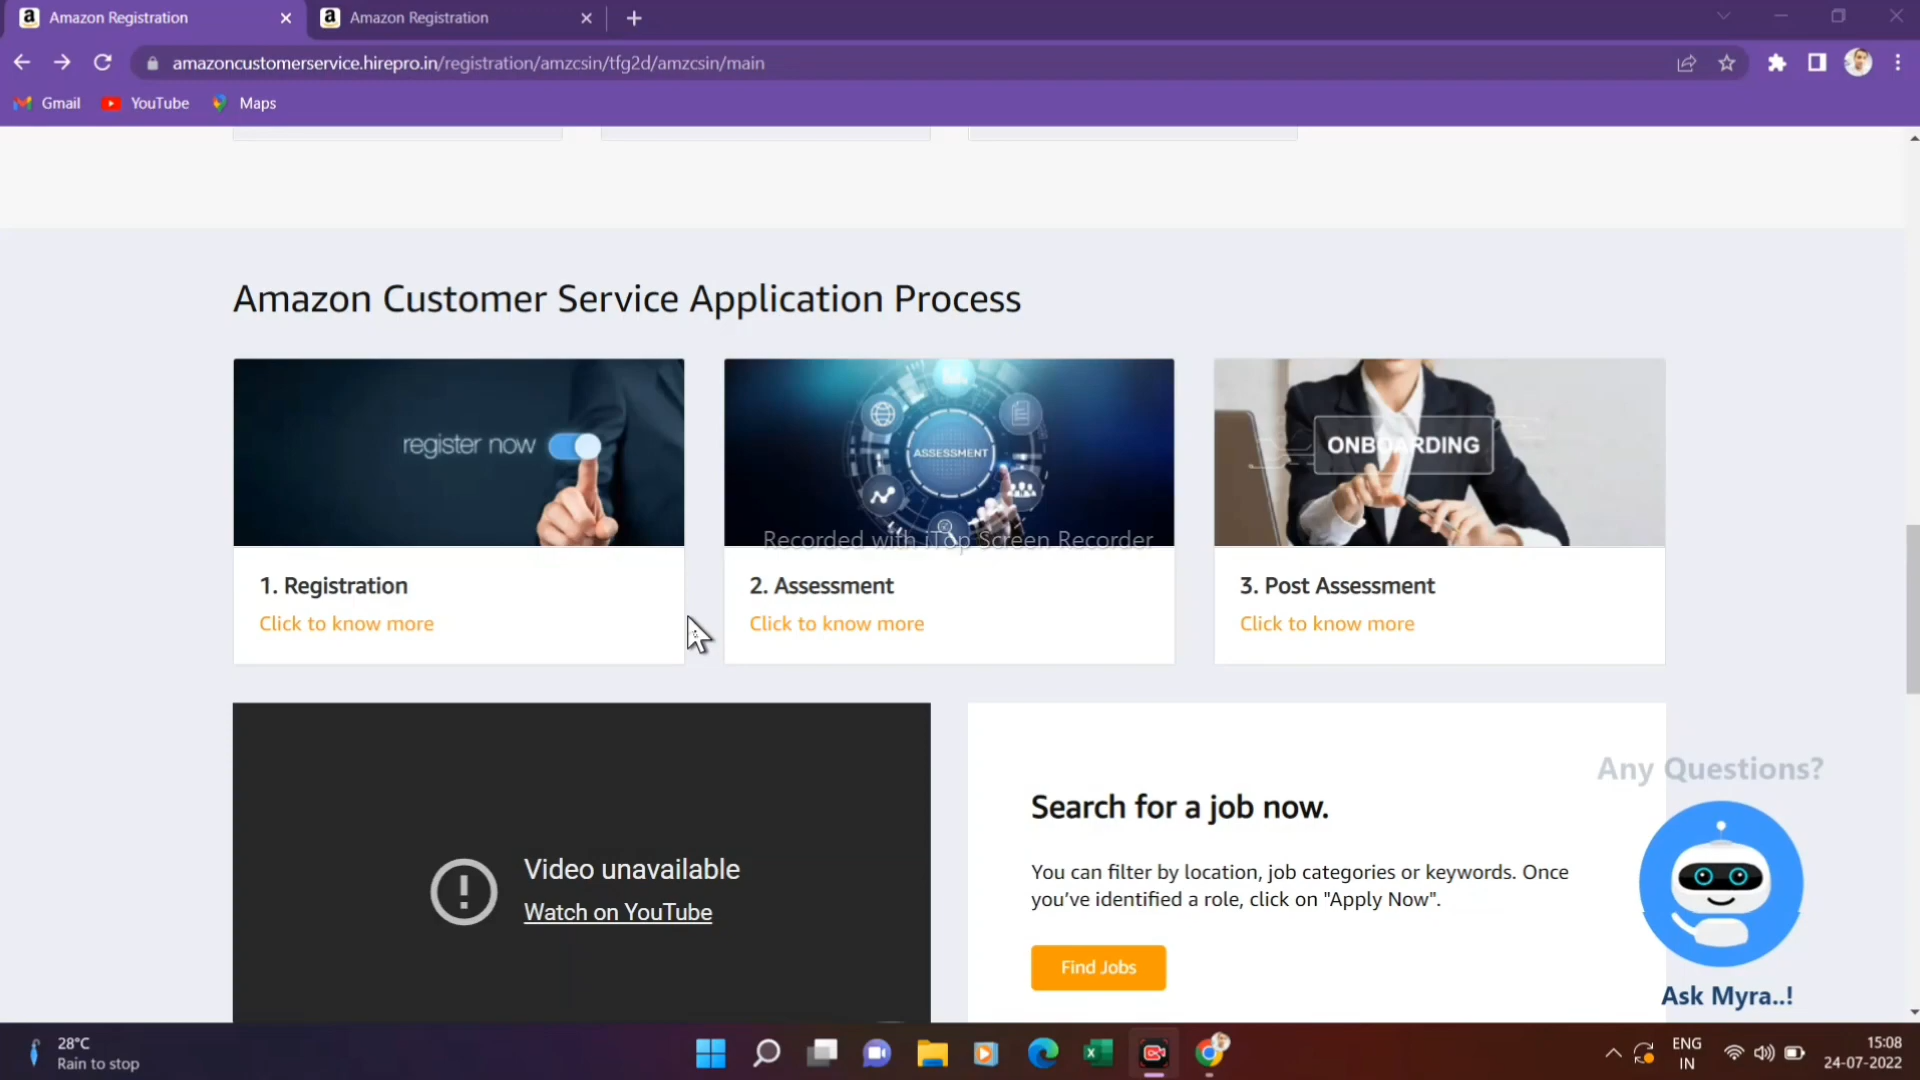 Amazon Registration
Amazon Registration
amazoncustomerservice.hirepro.in/registration/amzcsin/tfg2d/amzcsin/main
Gmail
YouTube
Maps
Amazon Customer Service Application Process
register now
ASSESSMENT
ONBOARDING
Recorded with iTop Screen Recorder
1. Registration
2. Assessment
3. Post Assessment
Click to know more
Click to know more
Click to know more
Video unavailable
Watch on YouTube
Search for a job now.
You can filter by location, job categories or keywords. Once
you’ve identified a role, click on "Apply Now".
Find Jobs
Any Questions?
Ask Myra..!
28°C
Rain to stop
ENG
IN
15:08
24-07-2022